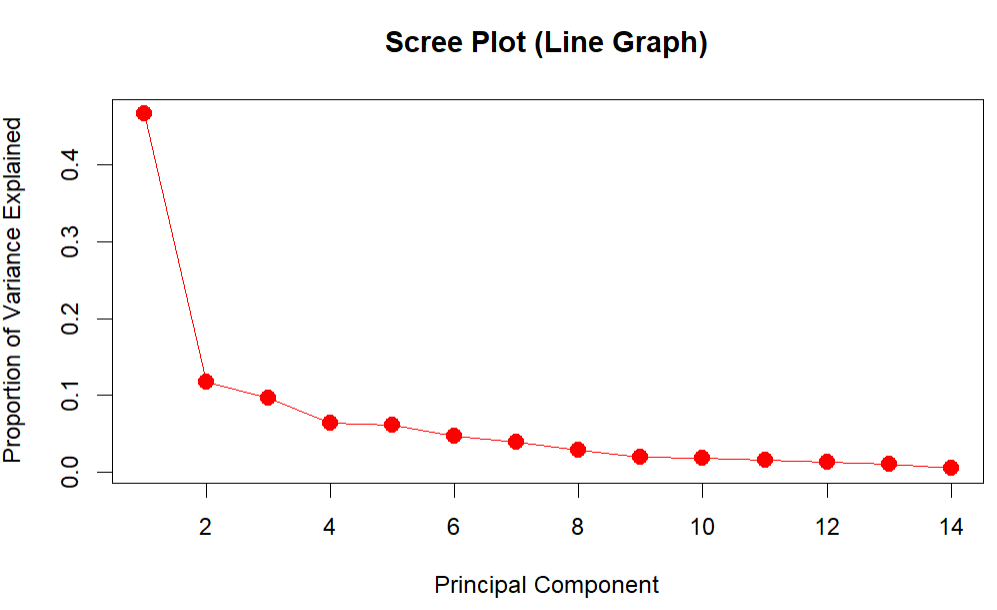 Scree Plot (Line Graph)
Proportion of Variance Explained
0.4
0.3
0.2
0.1
0.0
2 4 6 8 10 12 14
Principal Component